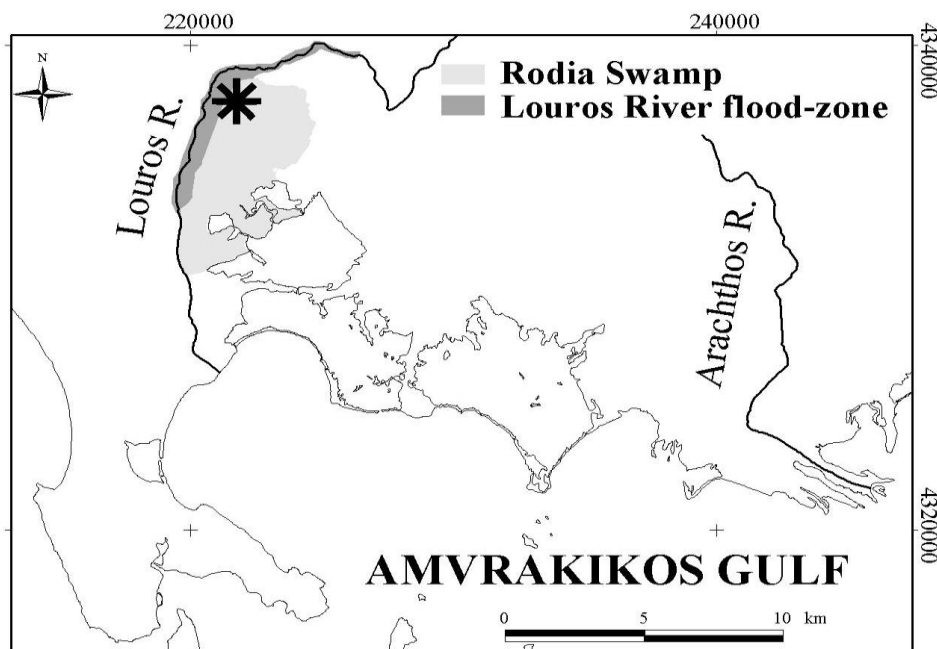 220000 240000
4340000
N
Rodia Swamp
Louros River flood-zone
Louros R.
Arachthos R.
4320000
AMVRAKIKOS GULF
0 5 10 km